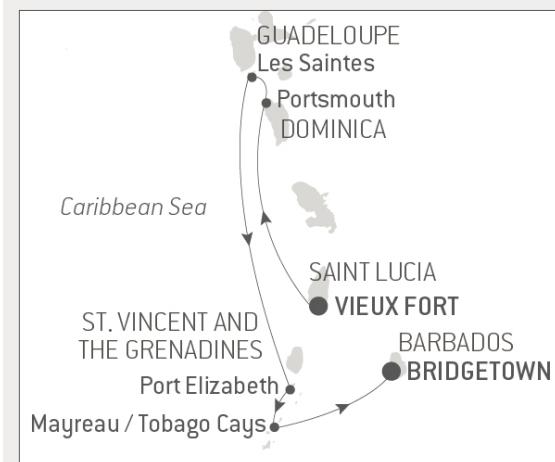 GUADELOUPE
Les Saintes
Portsmouth
DOMINICA
Caribbean Sea
SAINT LUCIA
VIEUX FORT
ST. VINCENT AND
THE GRENADINES
BARBADOS
BRIDGETOWN
Port Elizabeth
Mayreau / Tobago Cays